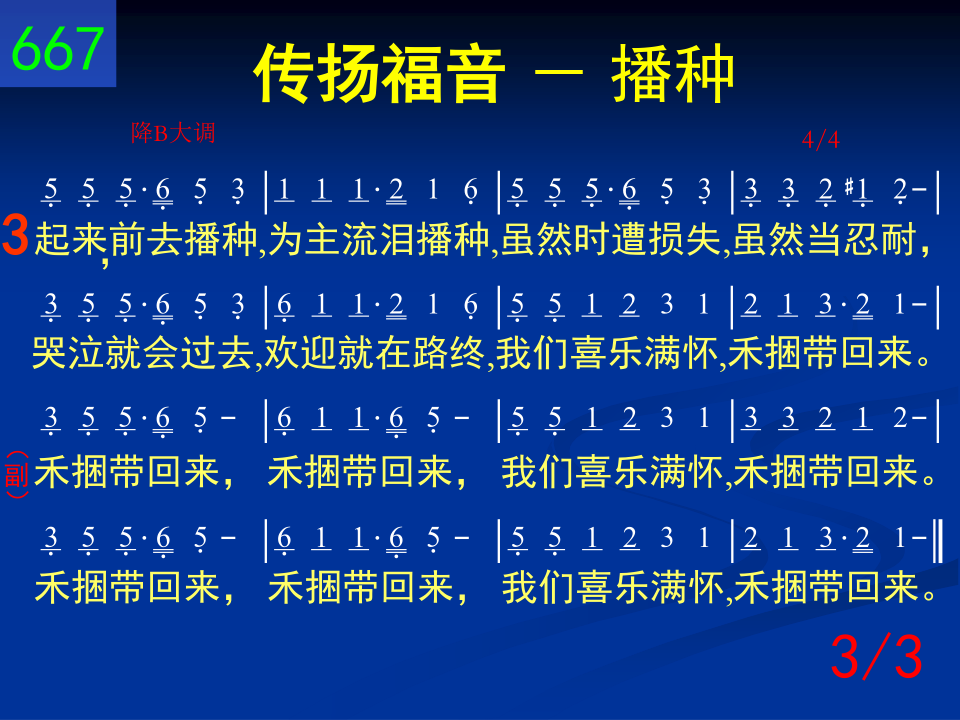 667
传扬福音 － 播种
降B大调
4/4
5 5 5·6 5 3 |1 1 1·2 1 6 |5 5 5·6 5 3 |3 3 2 #1 2-|
3 起来,前去播种,为主流泪播种,虽然时遭损失,虽然当忍耐,
3 5 5·6 5 3 |6 1 1·2 1 6 |5 5 1 2 3 1 |2 1 3·2 1-|
哭泣就会过去,欢迎就在路终,我们喜乐满怀,禾捆带回来。
3 5 5·6 5 - |6 1 1·6 5 - |5 5 1 2 3 1 |3 3 2 1 2-|
（副） 禾捆带回来， 禾捆带回来， 我们喜乐满怀,禾捆带回来。
3 5 5·6 5 - |6 1 1·6 5 - |5 5 1 2 3 1 |2 1 3·2 1-‖
禾捆带回来， 禾捆带回来， 我们喜乐满怀,禾捆带回来。
3/3